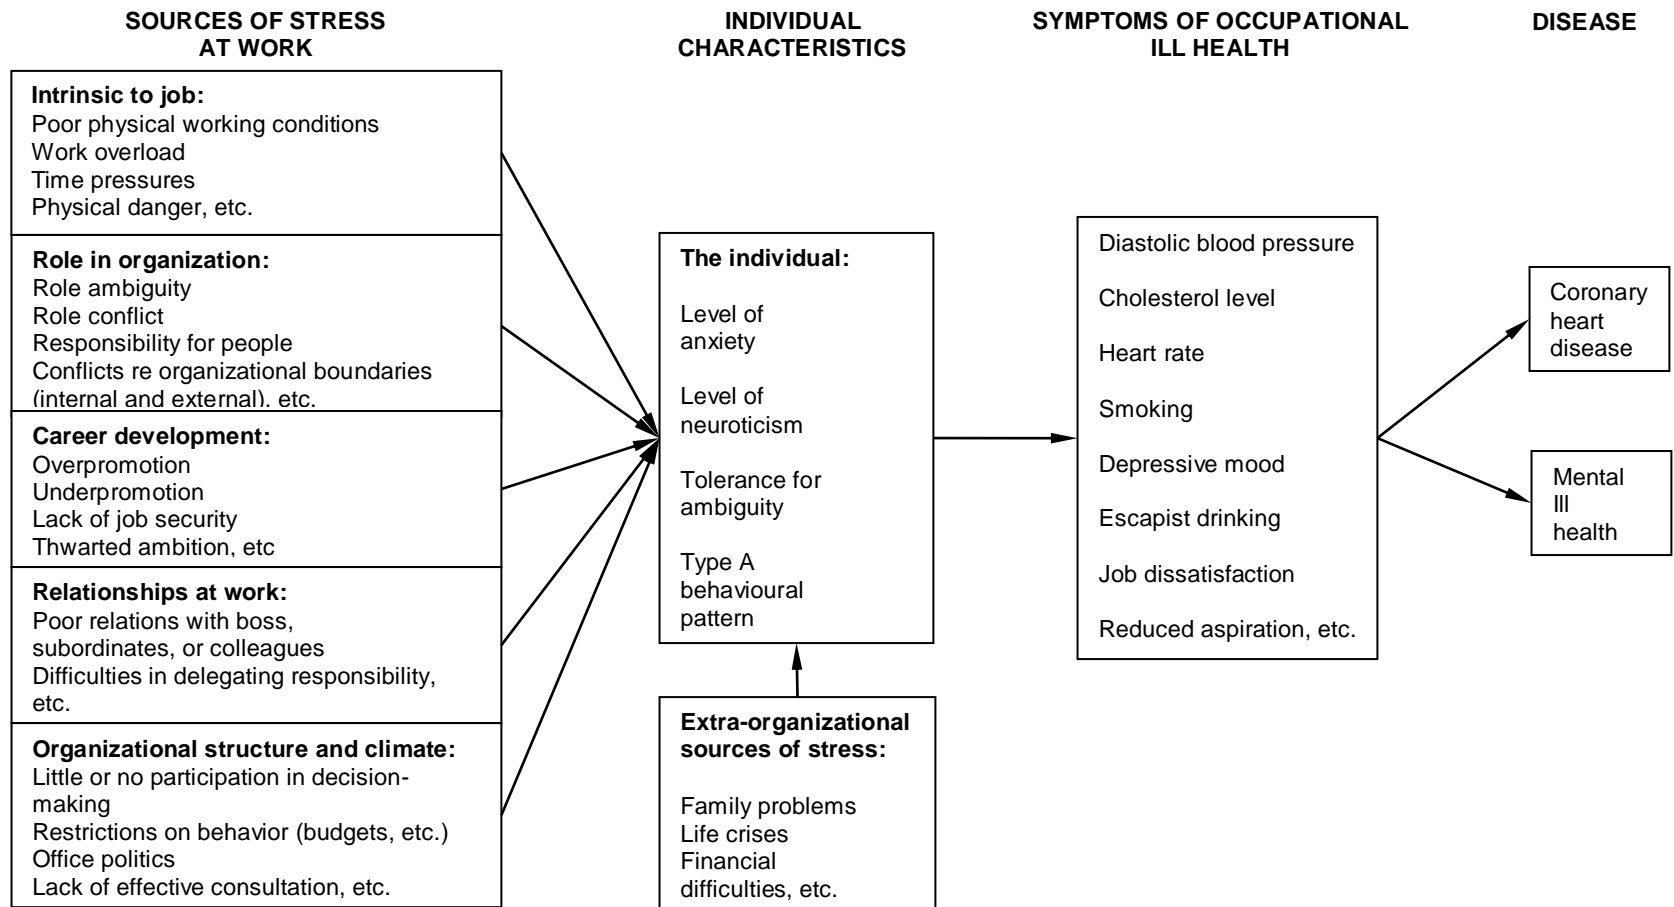 SOURCES OF STRESS
AT WORK
INDIVIDUAL
CHARACTERISTICS
SYMPTOMS OF OCCUPATIONAL
ILL HEALTH
DISEASE
Intrinsic to job:
Poor physical working conditions
Work overload
Time pressures
Physical danger, etc.
Role in organization:
Role ambiguity
Role conflict
Responsibility for people
Conflicts re organizational boundaries
(internal and external), etc.
Career development:
Overpromotion
Underpromotion
Lack of job security
Thwarted ambition, etc
Relationships at work:
Poor relations with boss,
subordinates, or colleagues
Difficulties in delegating responsibility,
etc.
Organizational structure and climate:
Little or no participation in decision-
making
Restrictions on behavior (budgets, etc.)
Office politics
Lack of effective consultation, etc.
The individual:
Level of
anxiety
Level of
neuroticism
Tolerance for
ambiguity
Type A
behavioural
pattern
Extra-organizational
sources of stress:
Family problems
Life crises
Financial
difficulties, etc.
Diastolic blood pressure
Cholesterol level
Heart rate
Smoking
Depressive mood
Escapist drinking
Job dissatisfaction
Reduced aspiration, etc.
Coronary
heart
disease
Mental
Ill
health